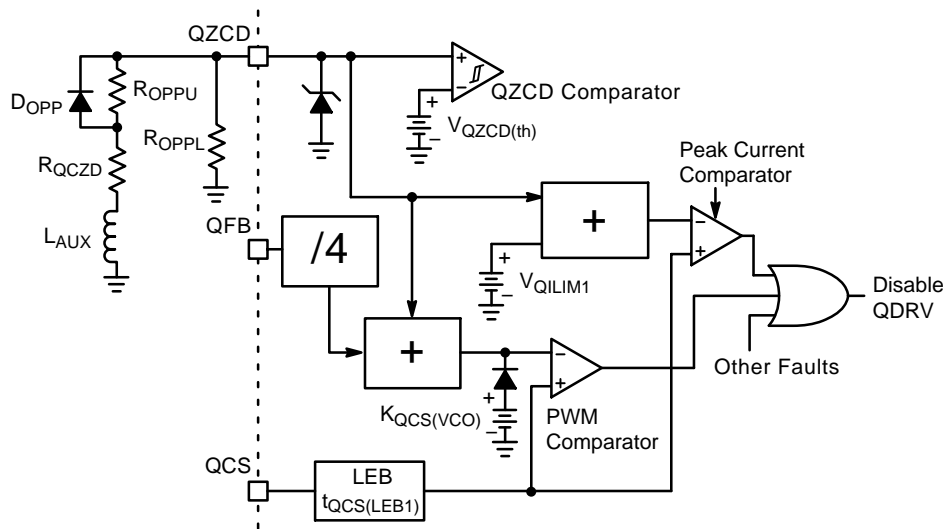 QZCD
DOPP
ROPPU
ROPPL
RQCZD
LAUX
+
−
QZCD Comparator
+
−
VQZCD(th)
Peak Current
Comparator
QFB
/4
+
+
−
VQILIM1
−
+
Disable
QDRV
Other Faults
+
+
−
KQCS(VCO)
−
+
PWM
Comparator
QCS
LEB
tQCS(LEB1)